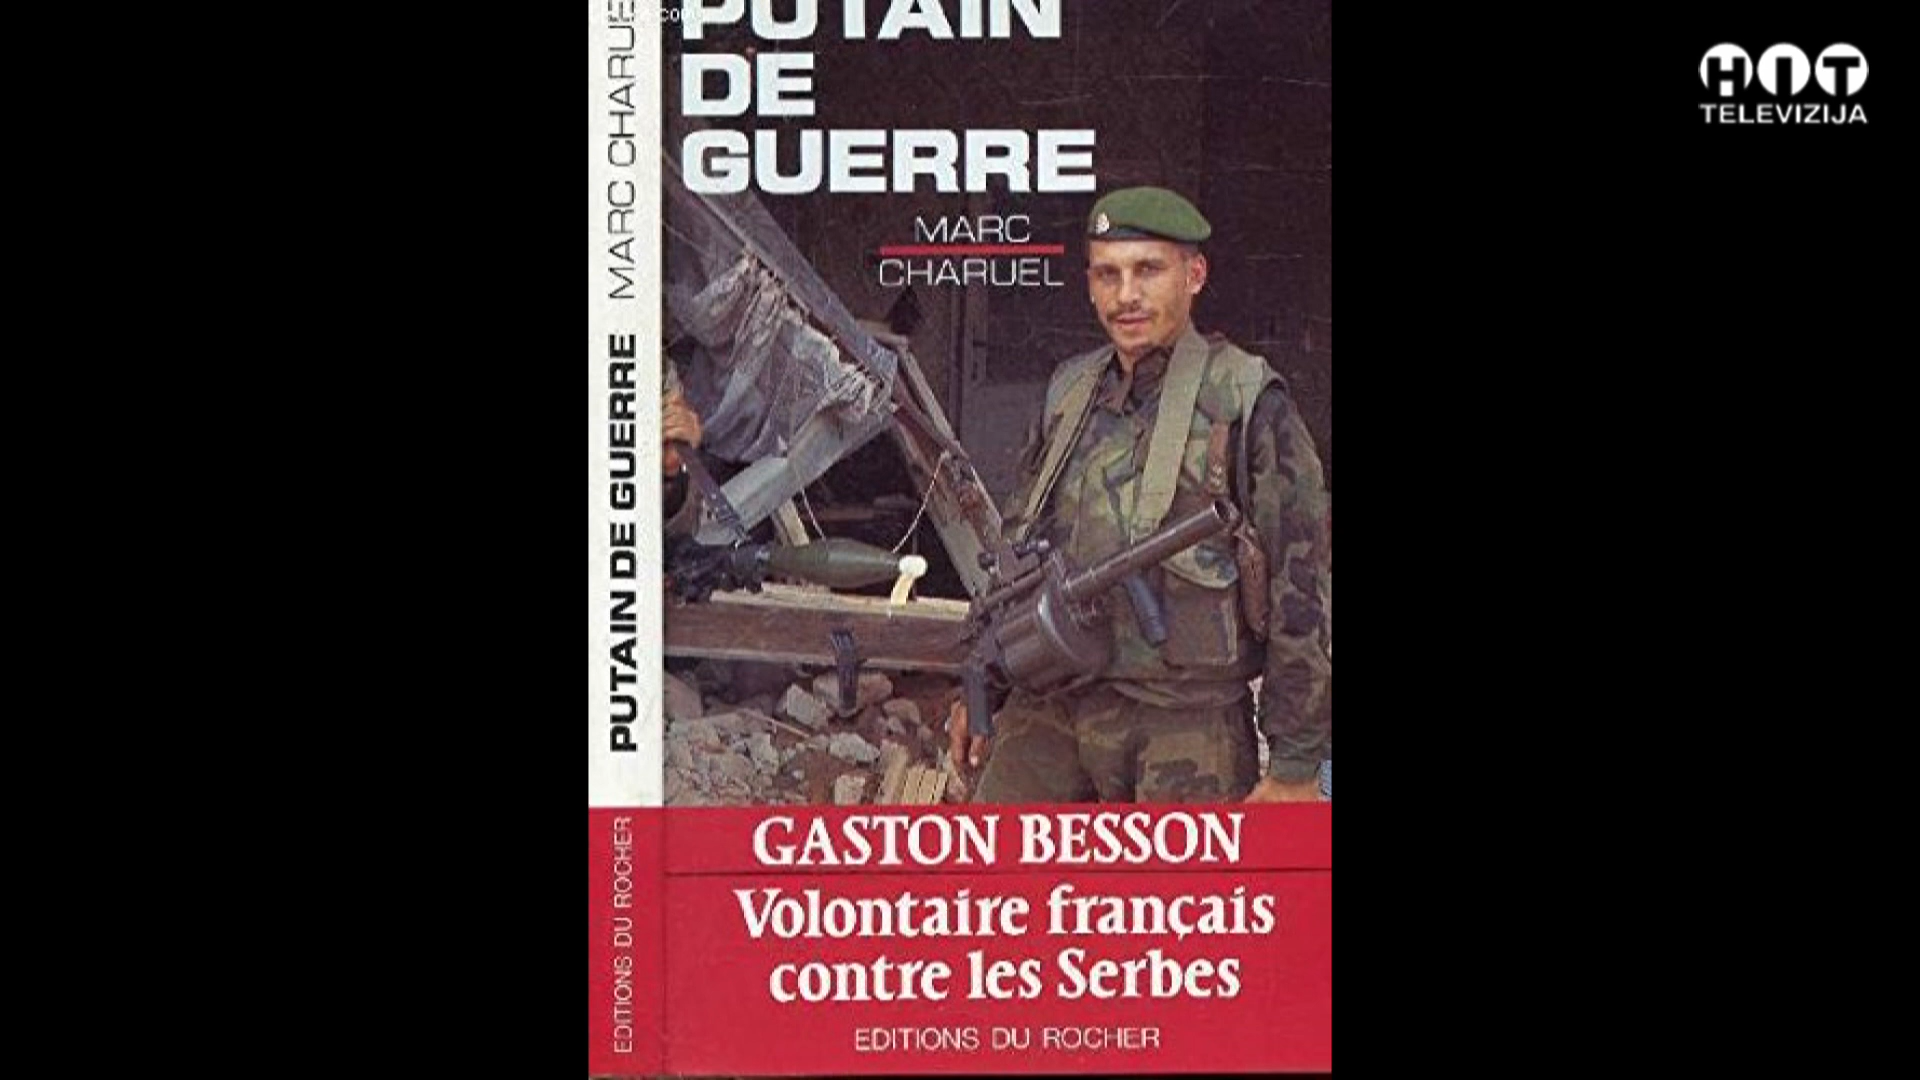 PUTAIN
DE
GUERRE
MARC
CHARUEL
GASTON BESSON
Volontaire français
contre les Serbes
EDITIONS DU ROCHER
EDITIONS DU ROCHER
PUTAIN DE GUERRE MARC CHARUE
HIT
TELEVIZIJA